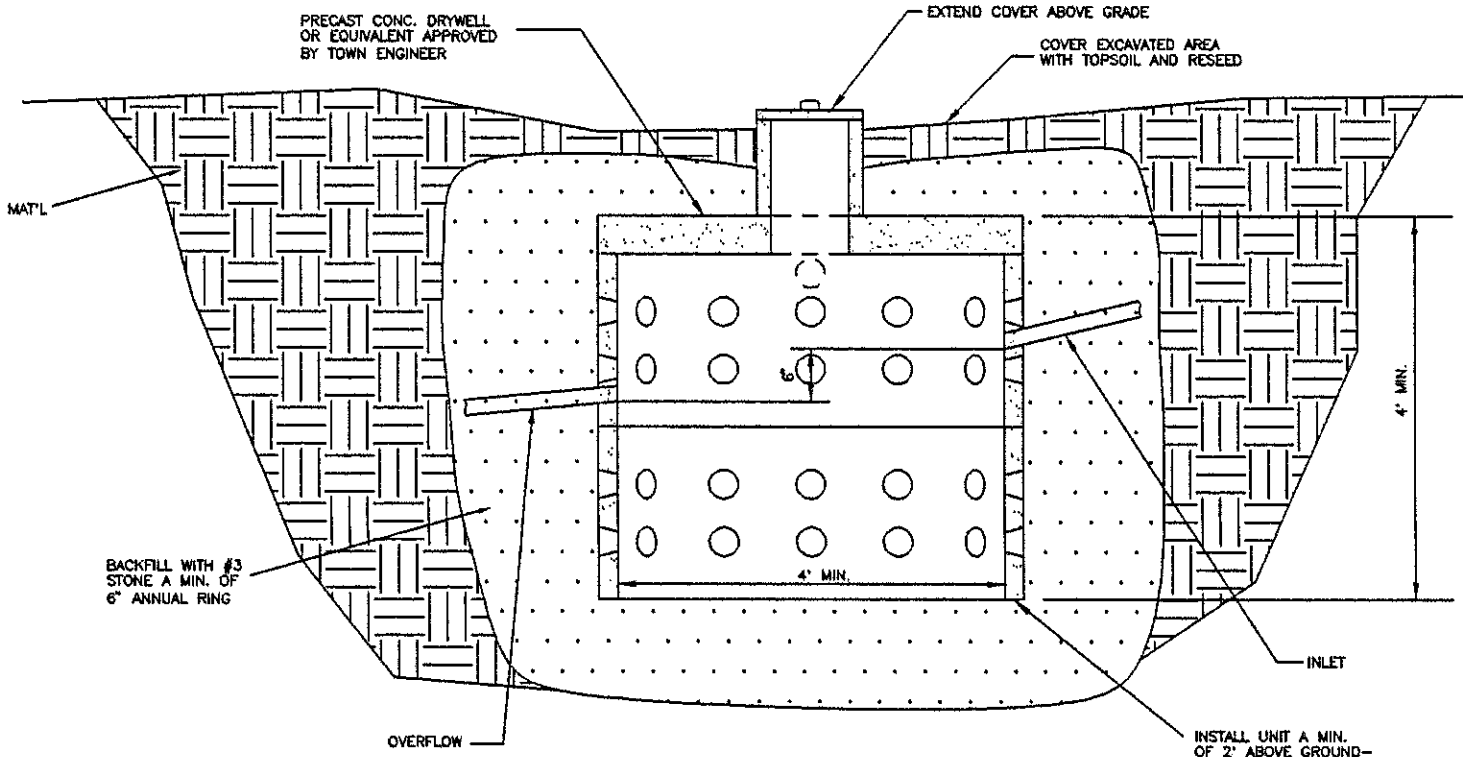 PRECAST CONC. DRYWELL
OR EQUIVALENT APPROVED
BY TOWN ENGINEER
EXTEND COVER ABOVE GRADE
COVER EXCAVATED AREA
WITH TOPSOIL AND RESEED
MAT'L
6"
4' MIN.
4' MIN.
BACKFILL WITH #3
STONE A MIN. OF
6" ANNUAL RING
INLET
OVERFLOW
INSTALL UNIT A MIN.
OF 2' ABOVE GROUND-